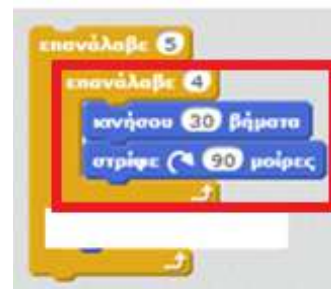 επανάλαβε 5
επανάλαβε 4
κινήσου 30 βήματα
στρίψε 90 μοίρες